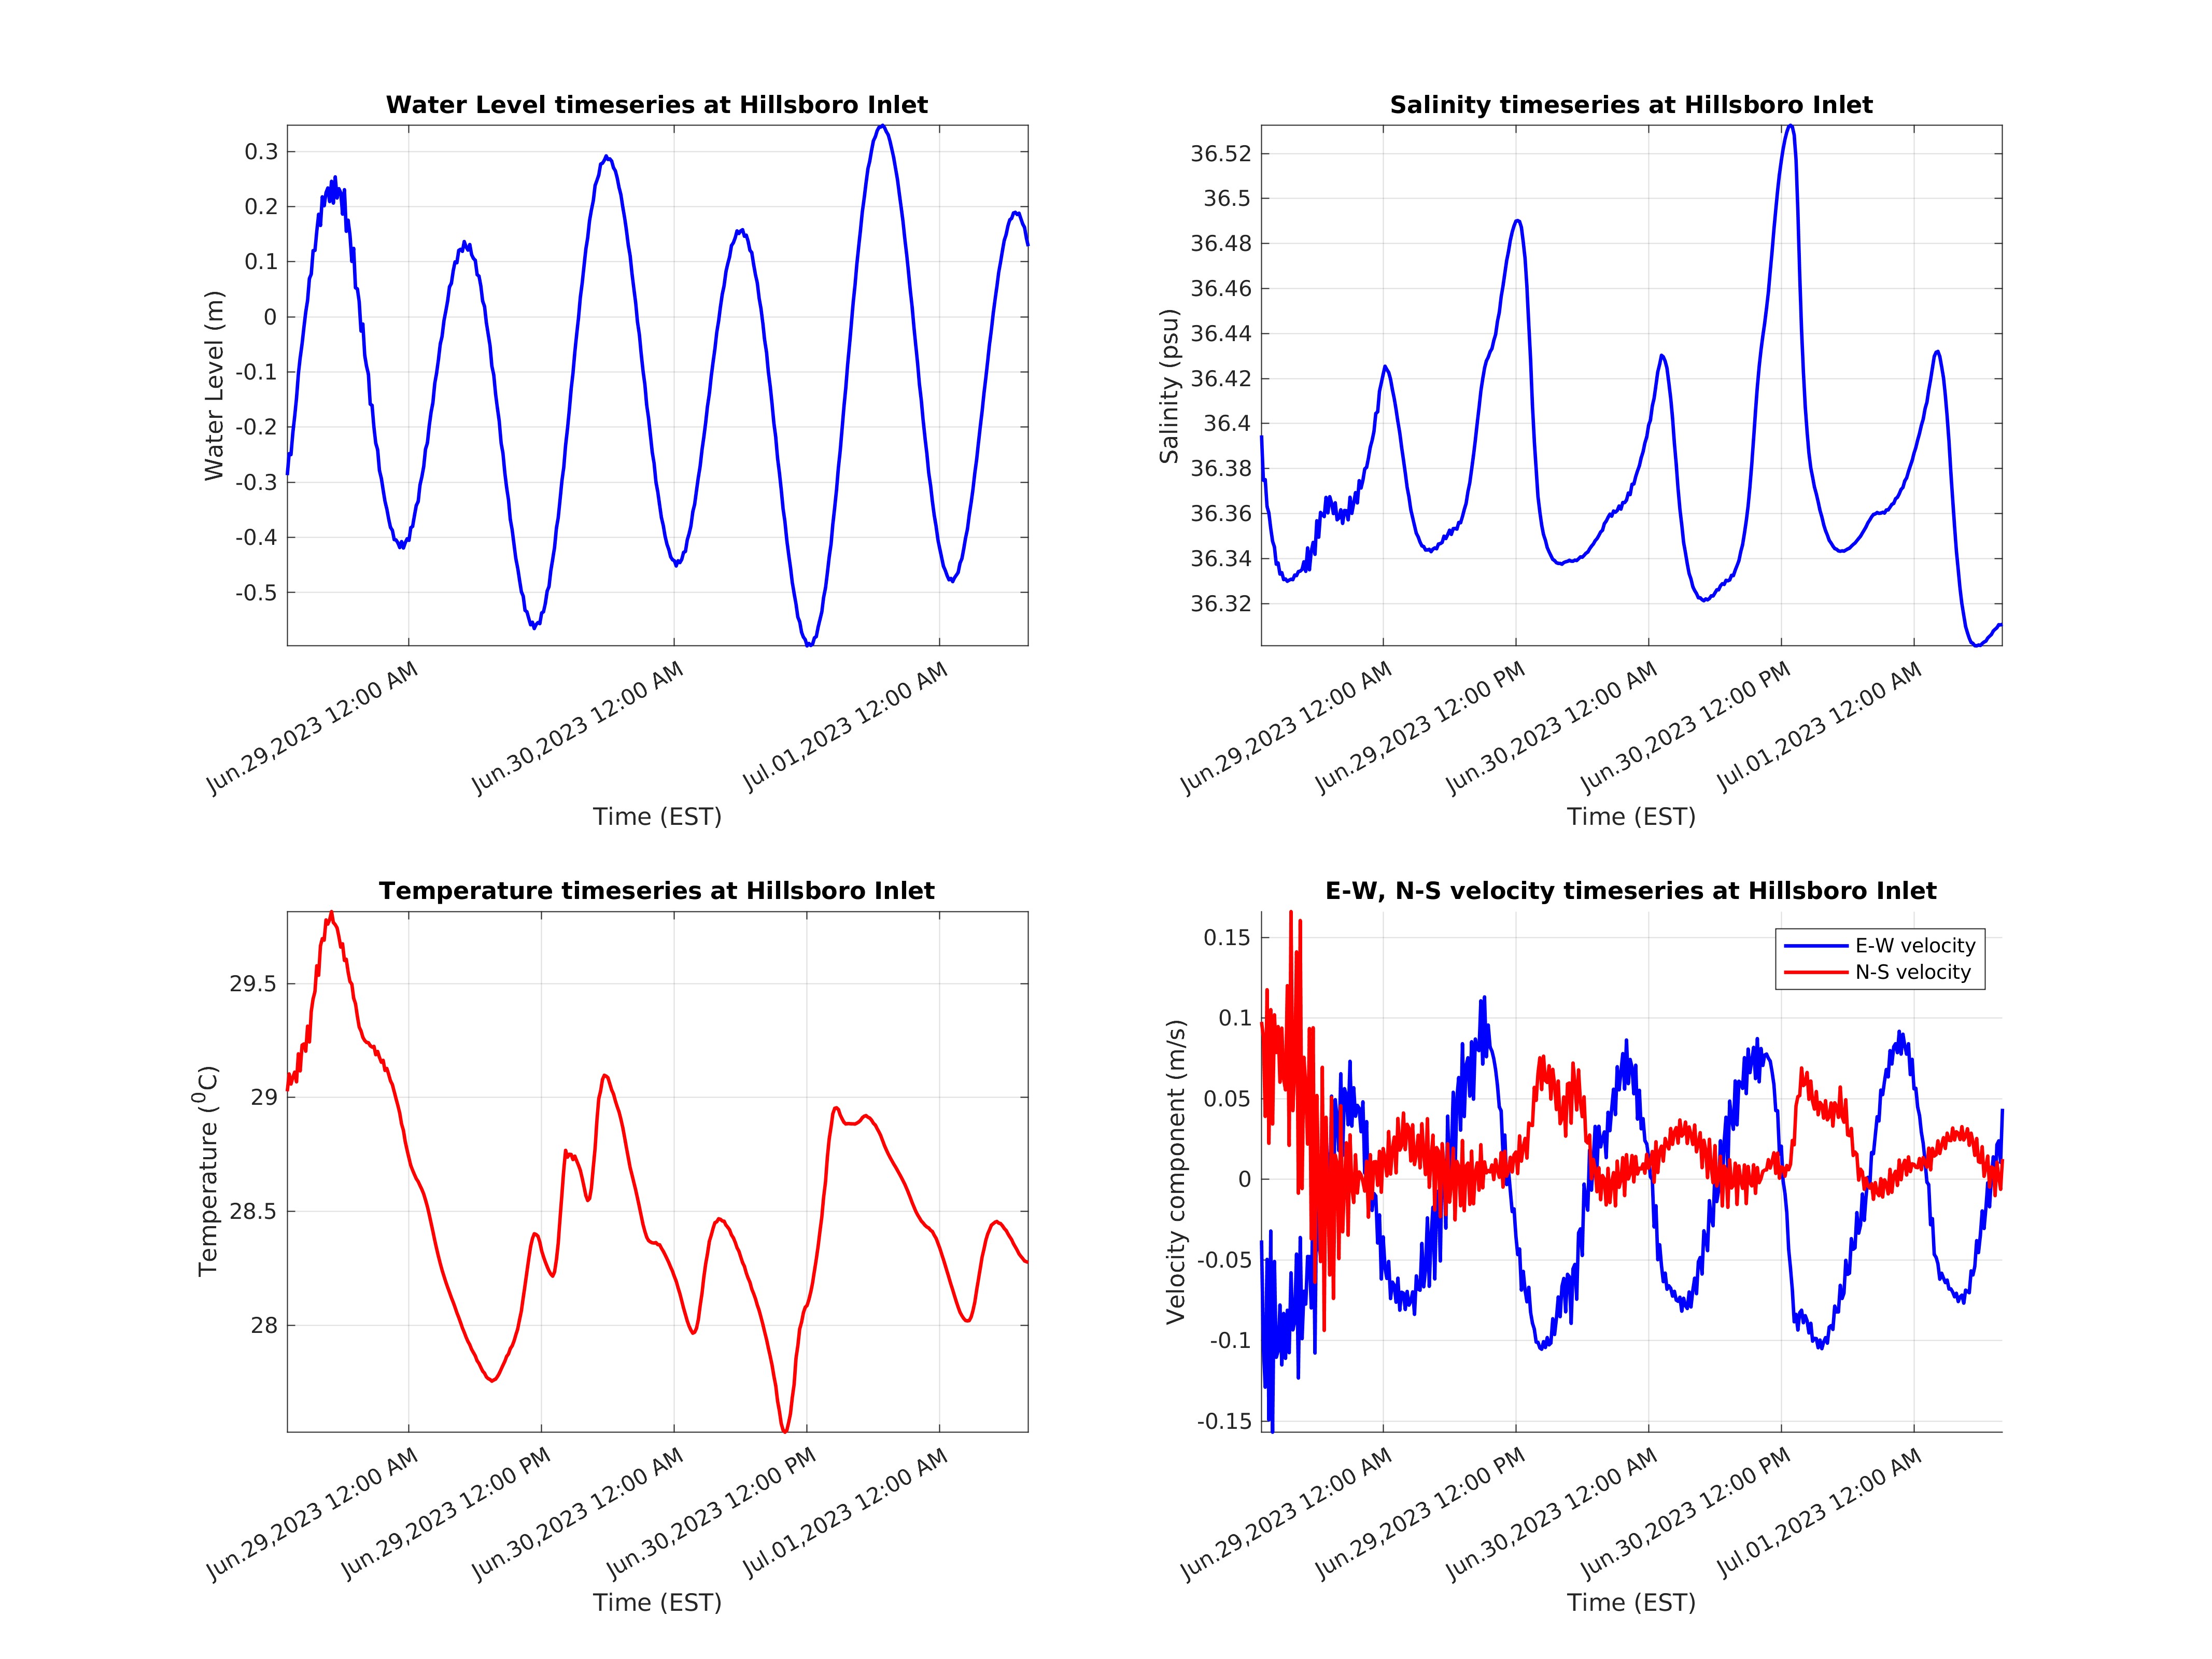 Water Level timeseries at Hillsboro Inlet
0.3
0.2
0.1
0
-0.1
-0.2
-0.3
-0.4
-0.5
Water Level (m)
Jun.29,2023 12:00 AM
Jun.30,2023 12:00 AM
Jul.01,2023 12:00 AM
Time (EST)
Salinity timeseries at Hillsboro Inlet
36.52
36.5
36.48
36.46
36.44
36.42
36.4
36.38
36.36
36.34
36.32
Salinity (psu)
Jun.29,2023 12:00 AM
Jun.29,2023 12:00 PM
Jun.30,2023 12:00 AM
Jun.30,2023 12:00 PM
Jul.01,2023 12:00 AM
Time (EST)
Temperature timeseries at Hillsboro Inlet
29.5
29
28.5
28
Temperature (⁰C)
Jun.29,2023 12:00 AM
Jun.29,2023 12:00 PM
Jun.30,2023 12:00 AM
Jun.30,2023 12:00 PM
Jul.01,2023 12:00 AM
Time (EST)
E-W, N-S velocity timeseries at Hillsboro Inlet
E-W velocity
N-S velocity
0.15
0.1
0.05
0
-0.05
-0.1
-0.15
Velocity component (m/s)
Jun.29,2023 12:00 AM
Jun.29,2023 12:00 PM
Jun.30,2023 12:00 AM
Jun.30,2023 12:00 PM
Jul.01,2023 12:00 AM
Time (EST)